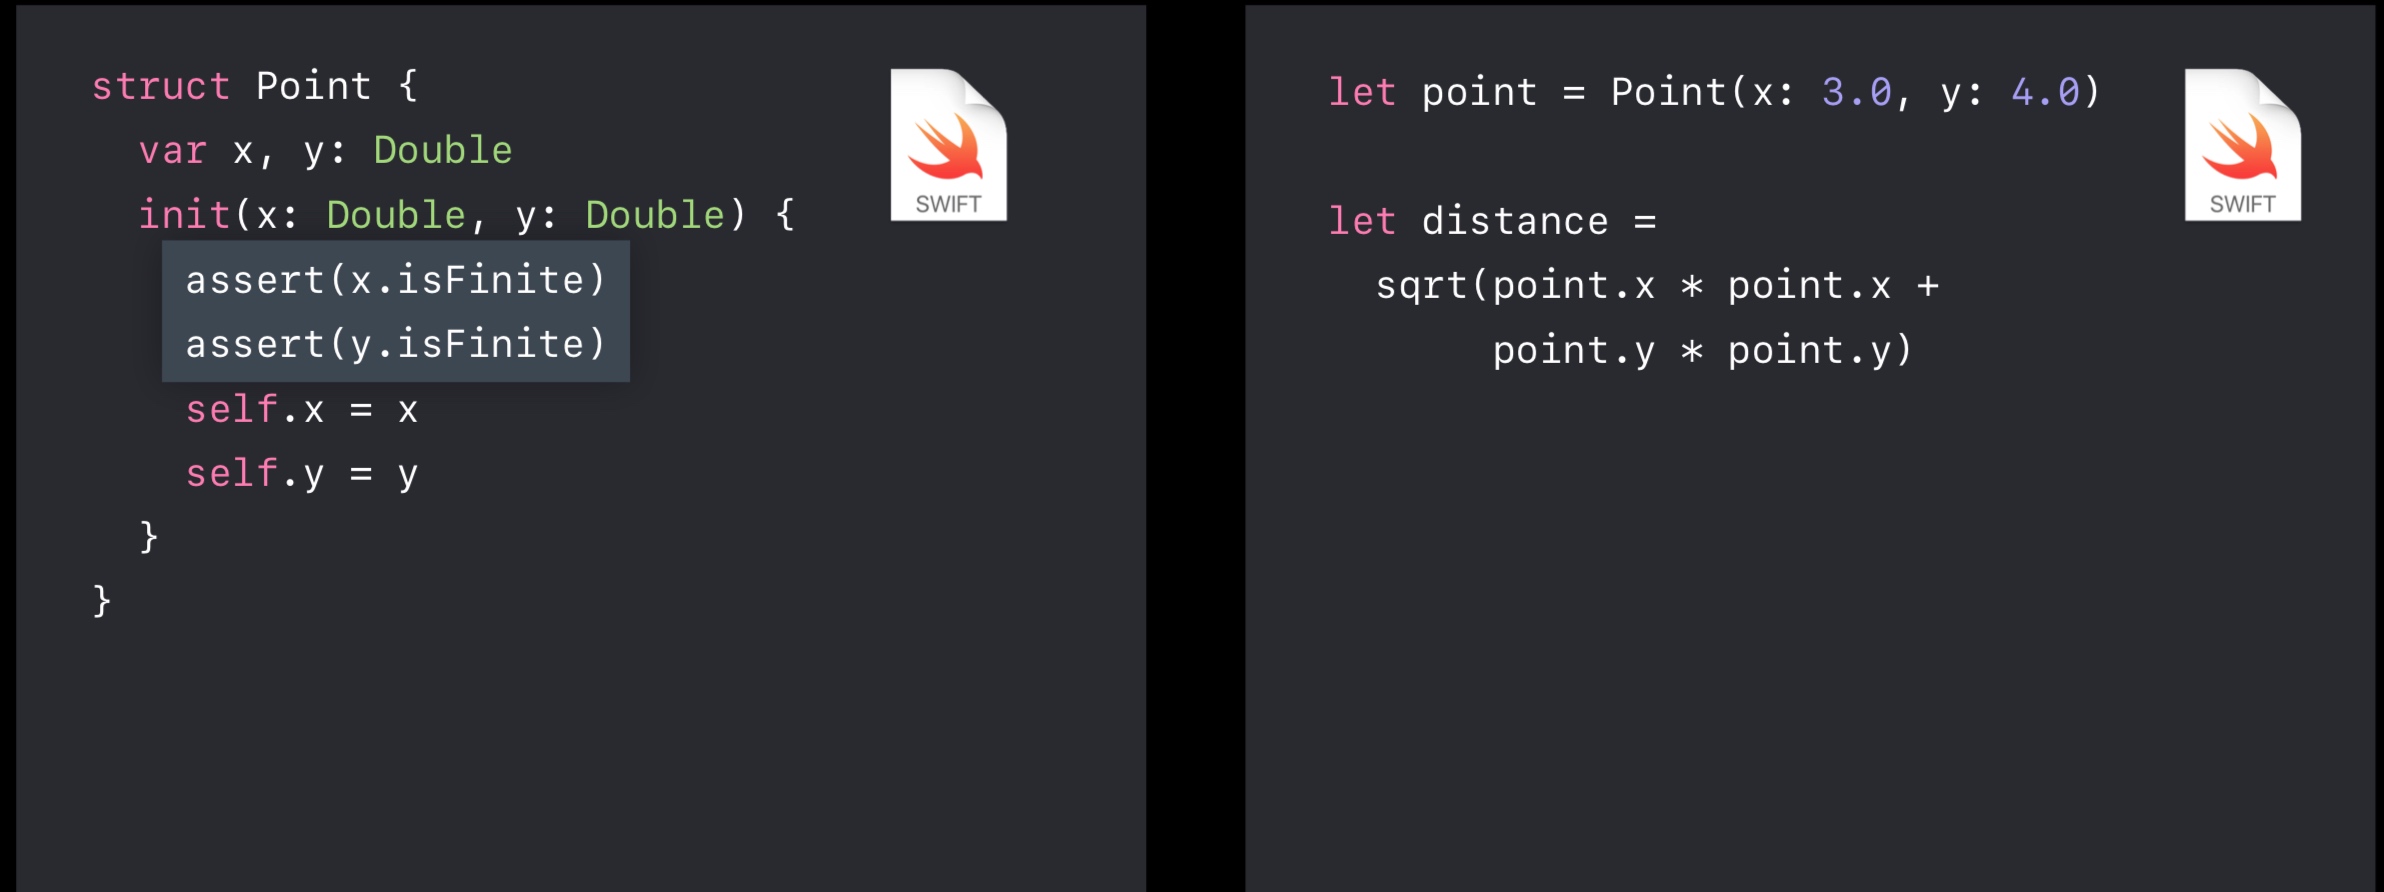 struct Point {
  var x, y: Double
  init(x: Double, y: Double) {
    assert(x.isFinite)
    assert(y.isFinite)
    self.x = x
    self.y = y
  }
}
SWIFT
let point = Point(x: 3.0, y: 4.0)
let distance =
  sqrt(point.x * point.x +
       point.y * point.y)
SWIFT